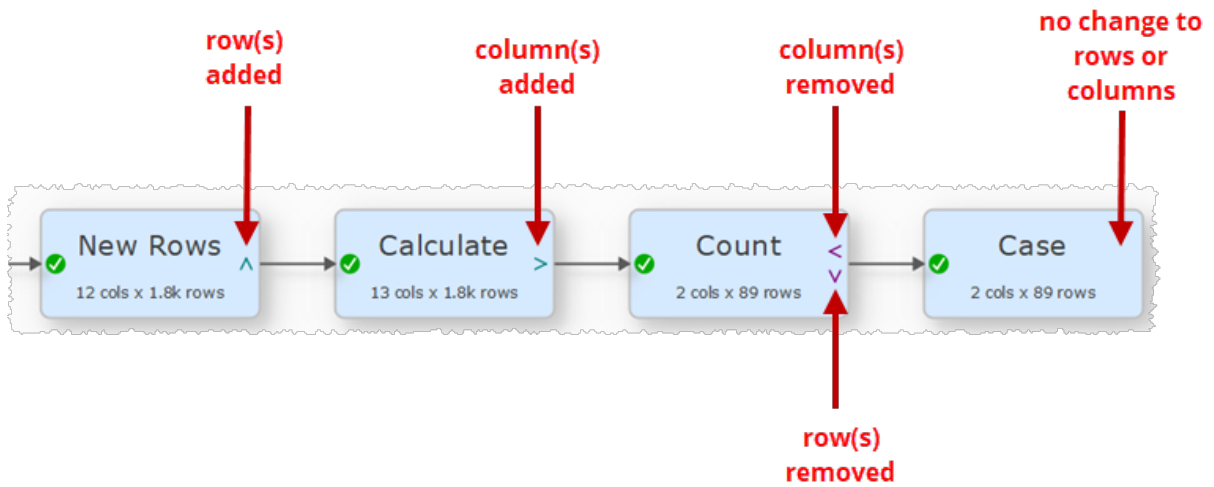 no change to
rows or
columns
row(s)
added
column(s)
added
column(s)
removed
New Rows
^
12 cols x 1.8k rows
Calculate
>
13 cols x 1.8k rows
Count
<
v
2 cols x 89 rows
Case
2 cols x 89 rows
row(s)
removed